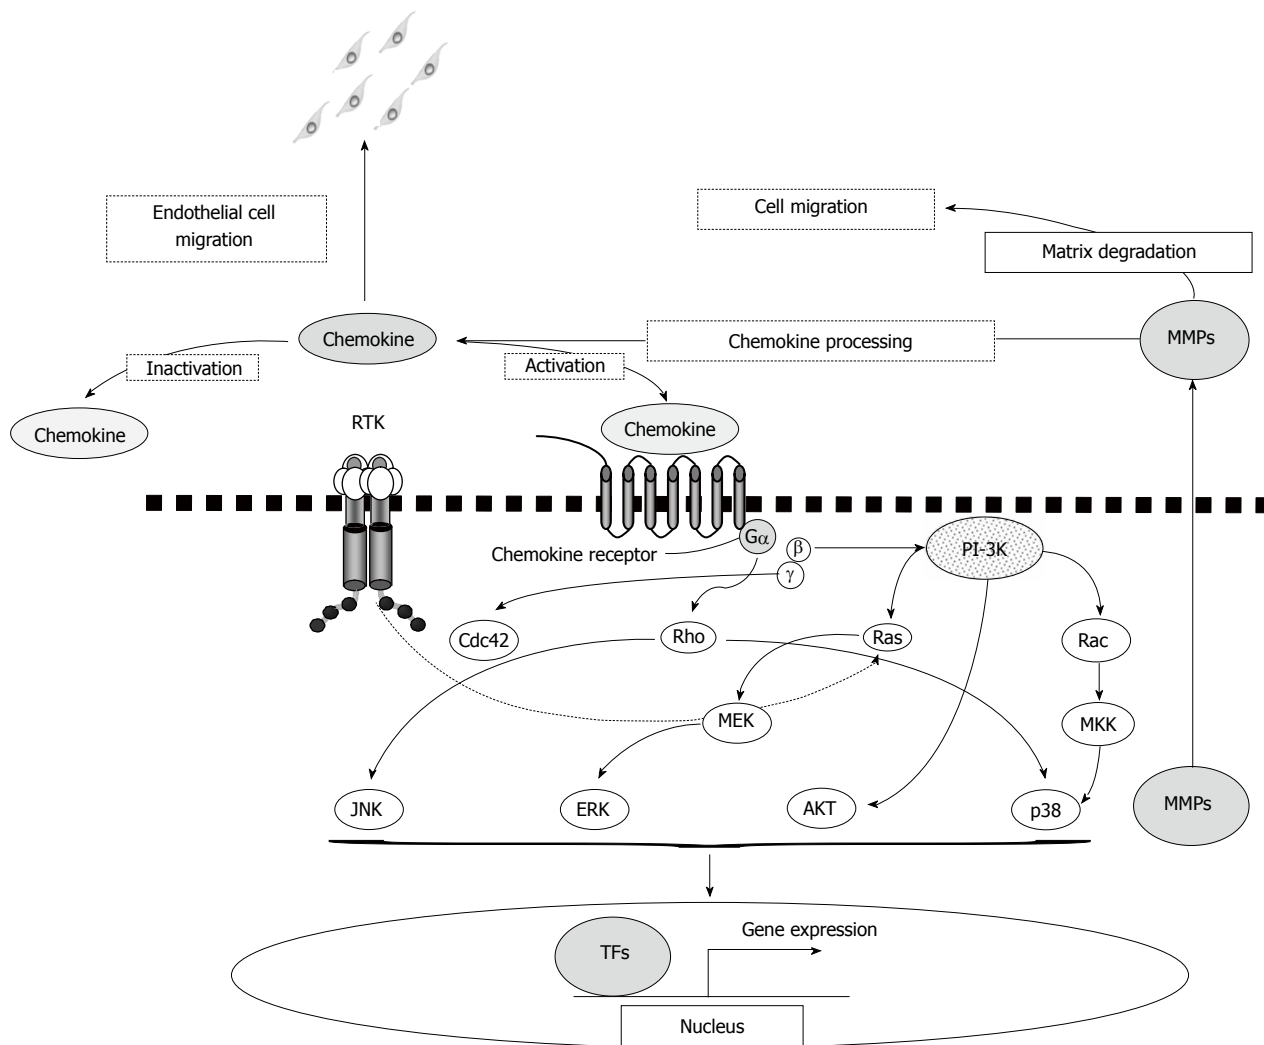 Endothelial cell
migration
Cell migration
Matrix degradation
Chemokine
Chemokine processing
MMPs
Inactivation
Activation
Chemokine
RTK
Chemokine
Gα
β
Chemokine receptor
PI-3K
γ
Cdc42
Rho
Ras
Rac
MEK
MKK
JNK
ERK
AKT
p38
MMPs
Gene expression
TFs
Nucleus